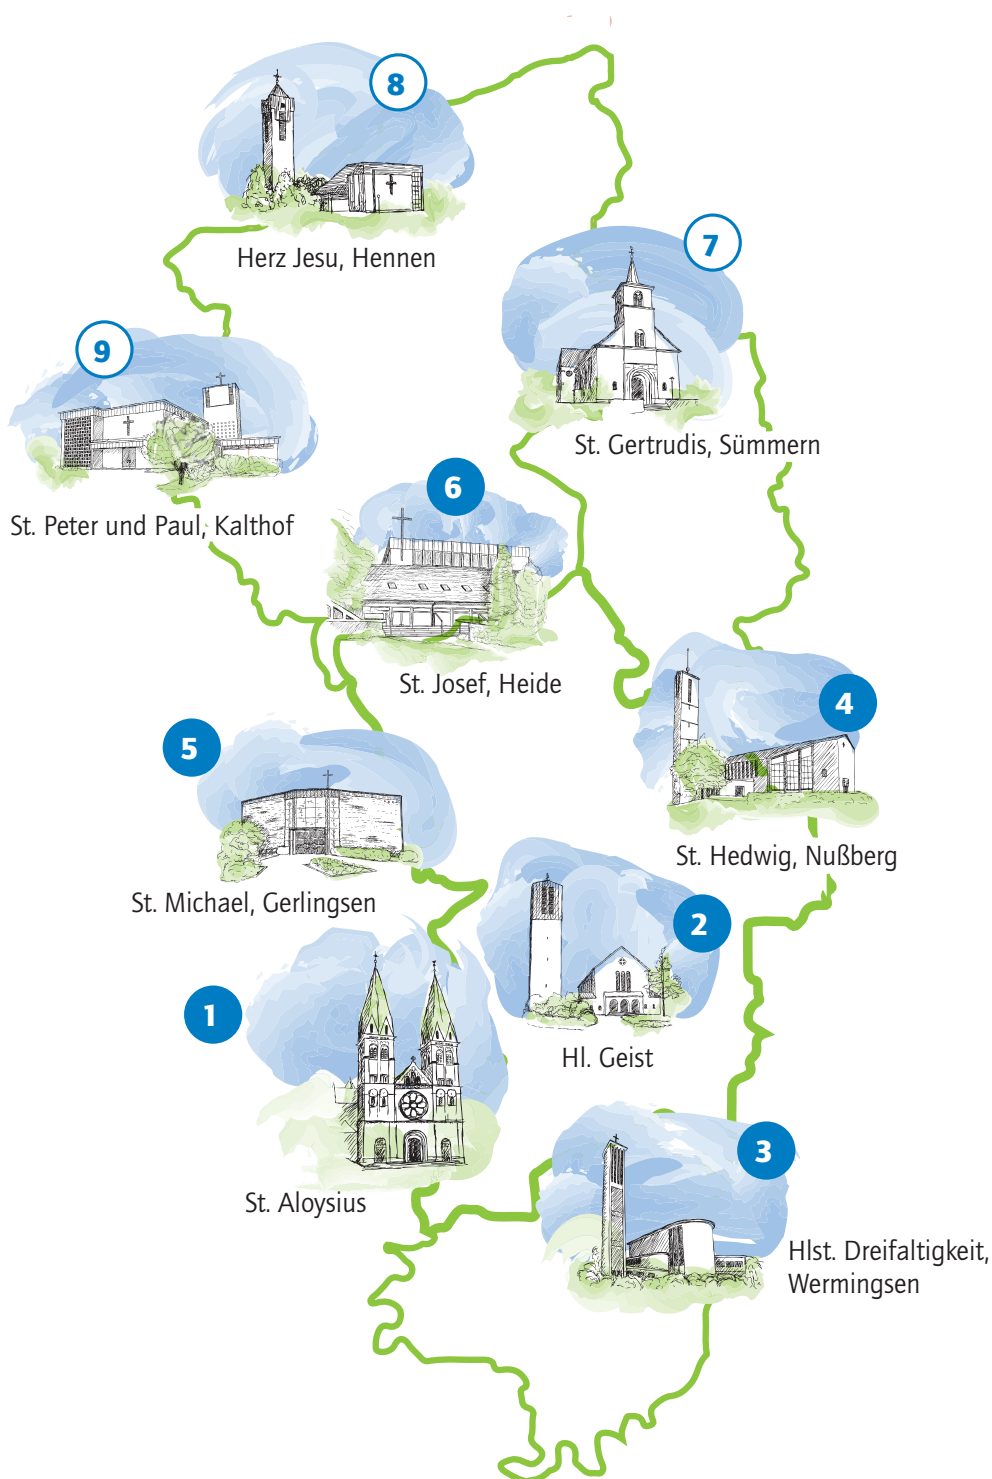 8
Herz Jesu, Hennen
7
St. Gertrudis, Sümmern
9
St. Peter und Paul, Kalthof
6
St. Josef, Heide
4
St. Hedwig, Nußberg
5
St. Michael, Gerlingsen
2
Hl. Geist
1
St. Aloysius
3
Hlst. Dreifaltigkeit,
Wermingsen